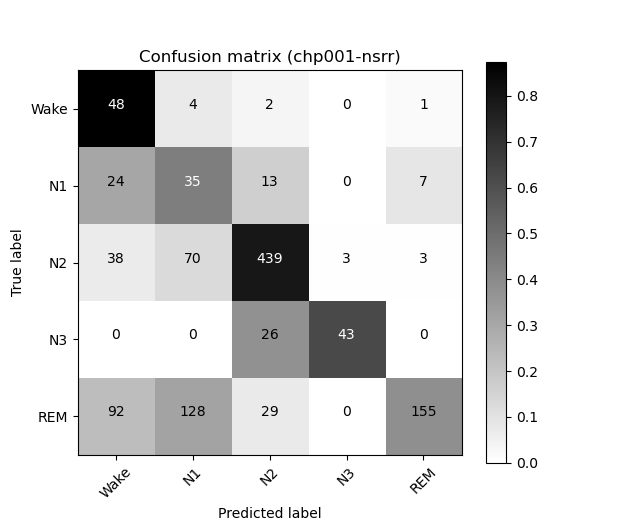 Confusion matrix (chp001-nsrr)
Wake 48 4 2 0 1
N1 24 35 13 0 7
N2 38 70 439 3 3
N3 0 0 26 43 0
REM 92 128 29 0 155
Wake N1 N2 N3 REM
Predicted label
True label
0.8
0.7
0.6
0.5
0.4
0.3
0.2
0.1
0.0